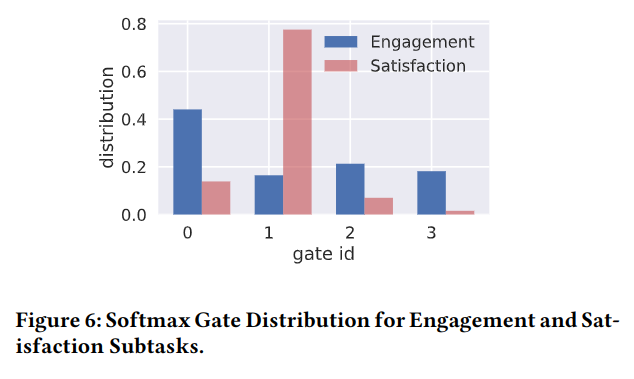 0.8
0.6
0.4
0.2
0.0
distribution
Engagement
Satisfaction
0 1 2 3
gate id
Figure 6: Softmax Gate Distribution for Engagement and Sat-
isfaction Subtasks.